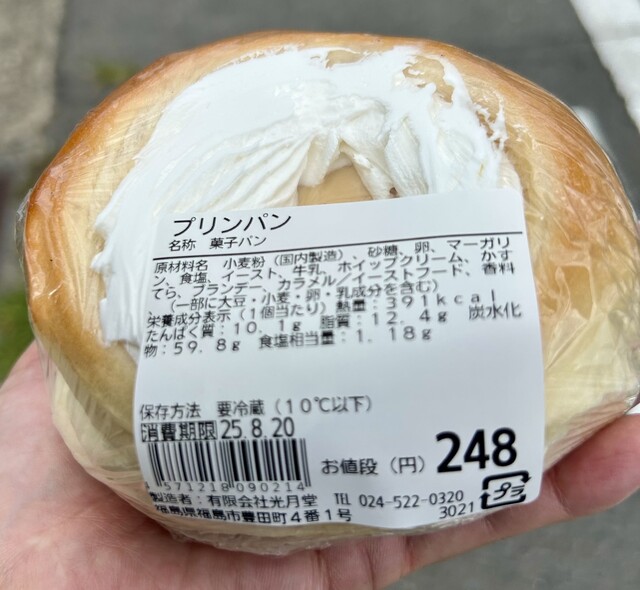 プリンパン
名称 菓子パン
原材料名 小麦粉(国内製造)、砂糖、卵、マーガリ
ン、食塩、イースト、牛乳、ホイップクリーム、かす
てら、ブランデー、カラメル/イーストフード、香料
(一部に大豆・小麦・卵・乳成分を含む)
栄養成分表示(1個当たり) 熱量:391kcal
たんぱく質:10.1g 脂質:12.4g 炭水化
物:59.8g 食塩相当量:1.18g
保存方法 要冷蔵(10℃以下)
消費期限25.8.20
4571218090214
お値段(円) 248
製造者:有限会社光月堂 TEL 024-522-0320
福島県福島市豊田町4番1号 3021
プラ